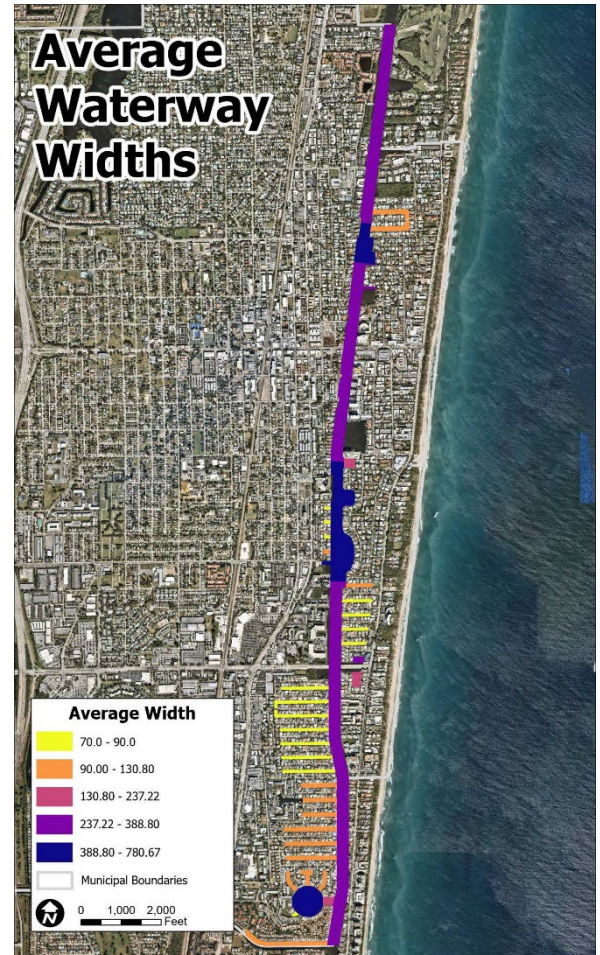 Average
Waterway
Widths
Average Width
70.0 - 90.0
90.00 - 130.80
130.80 - 237.22
237.22 - 388.80
388.80 - 780.67
Municipal Boundaries
N
0 1,000 2,000
Feet